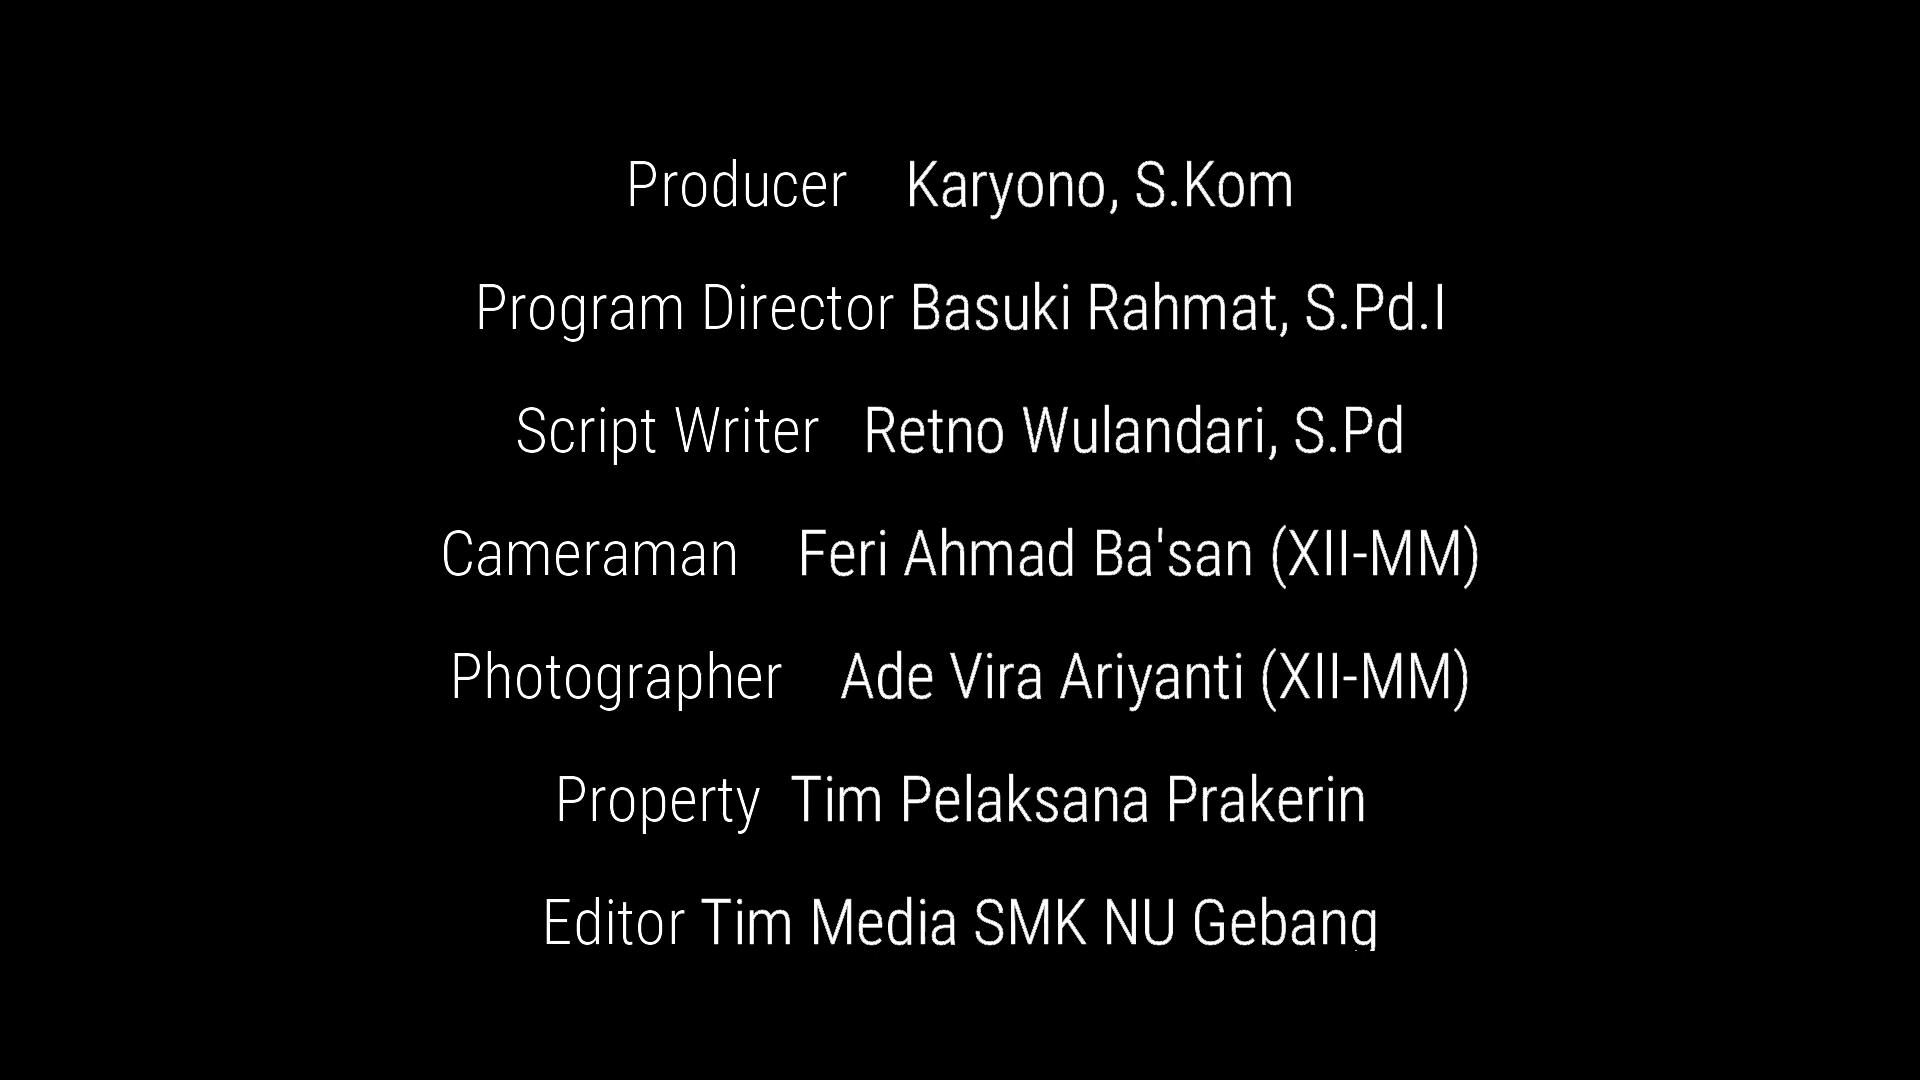 Producer Karyono, S.Kom
Program Director Basuki Rahmat, S.Pd.I
Script Writer Retno Wulandari, S.Pd
Cameraman Feri Ahmad Ba'san (XII-MM)
Photographer Ade Vira Ariyanti (XII-MM)
Property Tim Pelaksana Prakerin
Editor Tim Media SMK NU Gebang